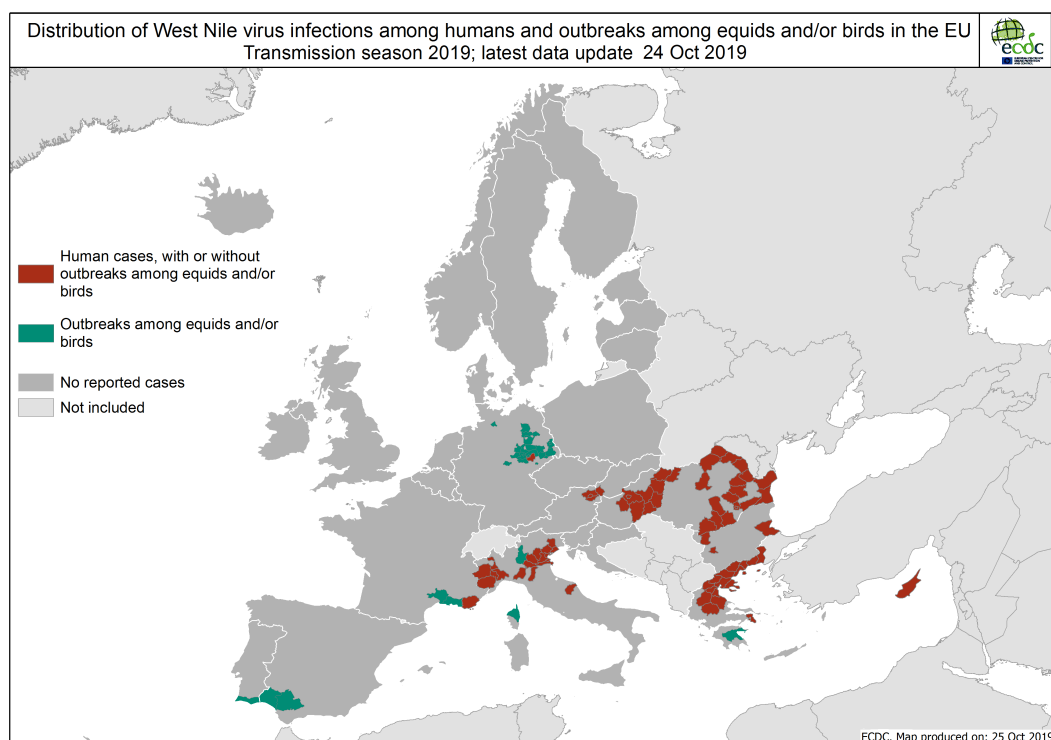 Distribution of West Nile virus infections among humans and outbreaks among equids and/or birds in the EU
Transmission season 2019; latest data update 24 Oct 2019
ecdc
Human cases, with or without
outbreaks among equids and/or
birds
Outbreaks among equids and/or
birds
No reported cases
Not included
ECDC. Map produced on: 25 Oct 2019